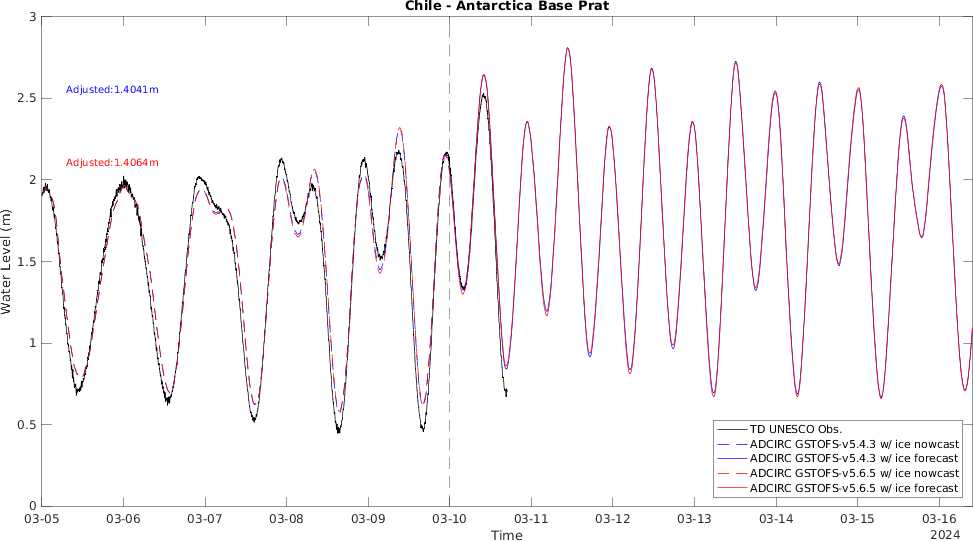 Chile - Antarctica Base Prat
3
2.5
2
1.5
1
0.5
0
Water Level (m)
Adjusted:1.4041m
Adjusted:1.4064m
TD UNESCO Obs.
ADCIRC GSTOFS-v5.4.3 w/ ice nowcast
ADCIRC GSTOFS-v5.4.3 w/ ice forecast
ADCIRC GSTOFS-v5.6.5 w/ ice nowcast
ADCIRC GSTOFS-v5.6.5 w/ ice forecast
03-05 03-06 03-07 03-08 03-09 03-10 03-11 03-12 03-13 03-14 03-15 03-16
Time
2024